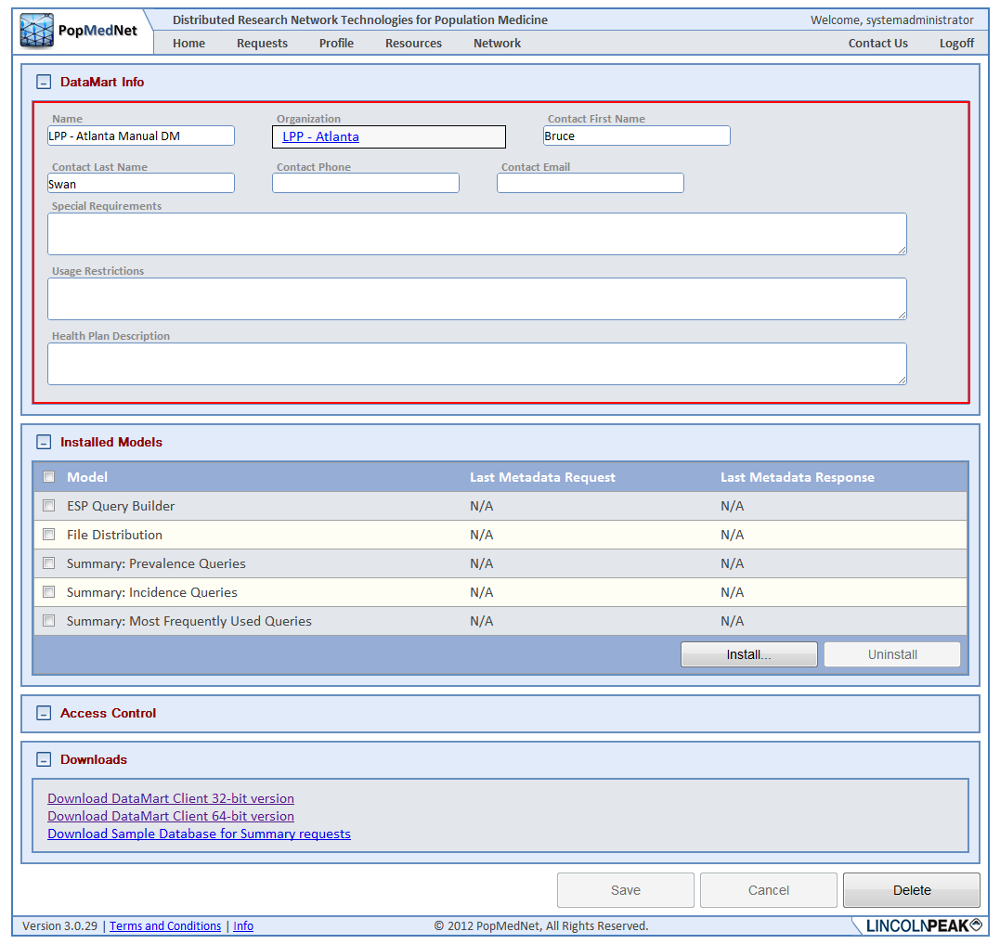 PopMedNet
Distributed Research Network Technologies for Population Medicine
Welcome, systemadministrator
Home Requests Profile Resources Network Contact Us Logoff
DataMart Info
Name Organization Contact First Name
LPP - Atlanta Manual DM LPP - Atlanta Bruce
Contact Last Name Contact Phone Contact Email
Swan
Special Requirements
Usage Restrictions
Health Plan Description
Installed Models
Model Last Metadata Request Last Metadata Response
ESP Query Builder N/A N/A
File Distribution N/A N/A
Summary: Prevalence Queries N/A N/A
Summary: Incidence Queries N/A N/A
Summary: Most Frequently Used Queries N/A N/A
Install... Uninstall
Access Control
Downloads
Download DataMart Client 32-bit version
Download DataMart Client 64-bit version
Download Sample Database for Summary requests
Save Cancel Delete
Version 3.0.29 | Terms and Conditions | Info © 2012 PopMedNet, All Rights Reserved. LINCOLNPEAK